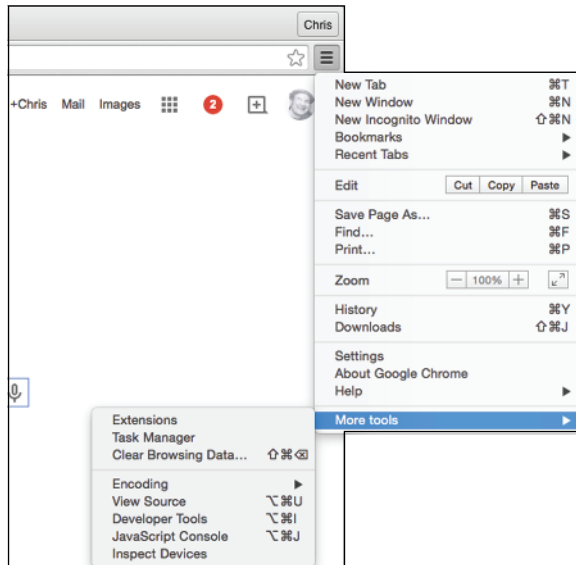 Chris
+Chris Mail Images 2
New Tab ⌘T
New Window ⌘N
New Incognito Window ⇧⌘N
Bookmarks ▶
Recent Tabs ▶
Edit Cut Copy Paste
Save Page As... ⌘S
Find... ⌘F
Print... ⌘P
Zoom − 100% +
History ⌘Y
Downloads ⇧⌘J
Settings
About Google Chrome
Help ▶
More tools ▶
Extensions
Task Manager
Clear Browsing Data... ⇧⌘⌫
Encoding ▶
View Source ⌥⌘U
Developer Tools ⌥⌘I
JavaScript Console ⌥⌘J
Inspect Devices